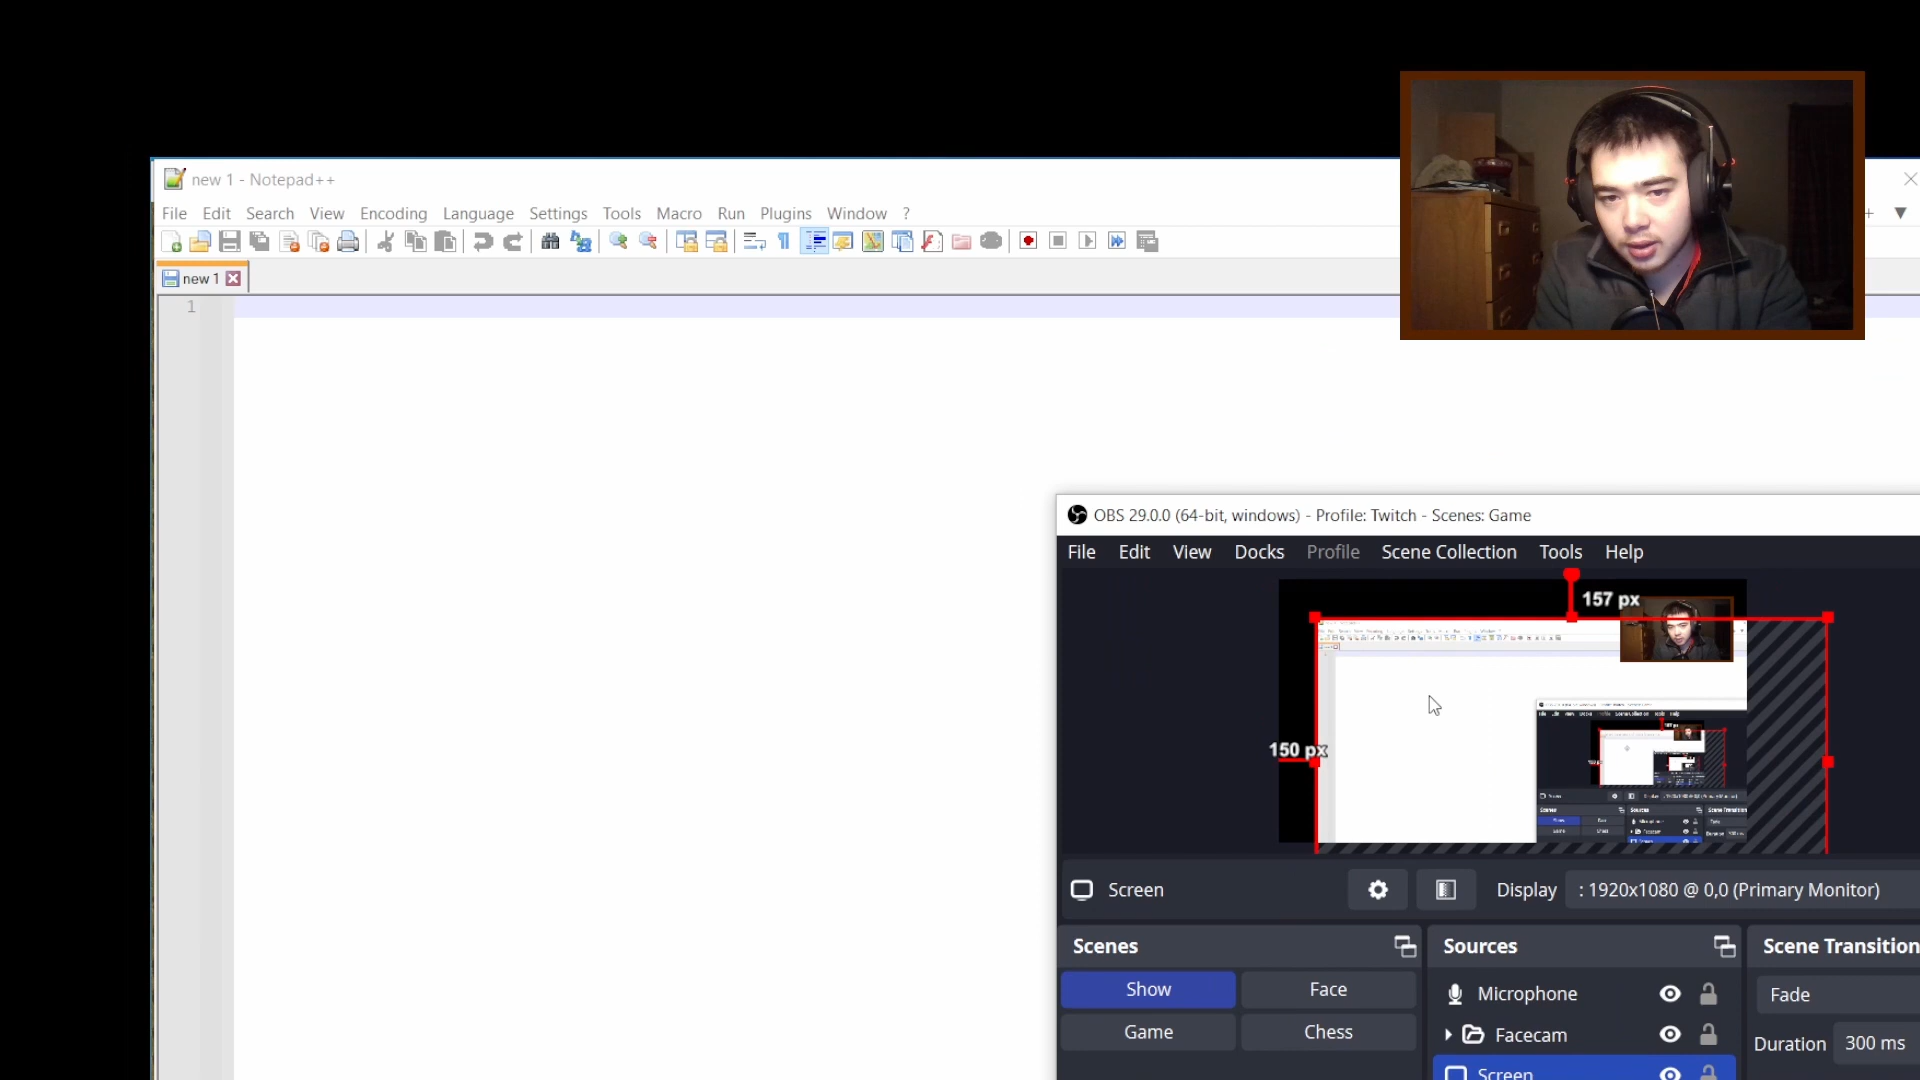 new 1 - Notepad++
File Edit Search View Encoding Language Settings Tools Macro Run Plugins Window ?
new 1
1
OBS 29.0.0 (64-bit, windows) - Profile: Twitch - Scenes: Game
File Edit View Docks Profile Scene Collection Tools Help
157 px
150 px
Screen Display : 1920x1080 @ 0,0 (Primary Monitor)
Scenes Sources Scene Transition
Show Face Microphone Fade
Game Chess Facecam Duration 300 ms
Screen